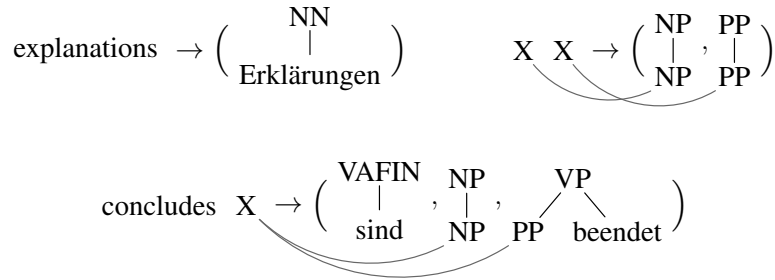 explanations → ( NN ) X X → ( NP , PP )
Erklärungen NP PP
concludes X → ( VAFIN , NP , VP )
sind NP PP beendet